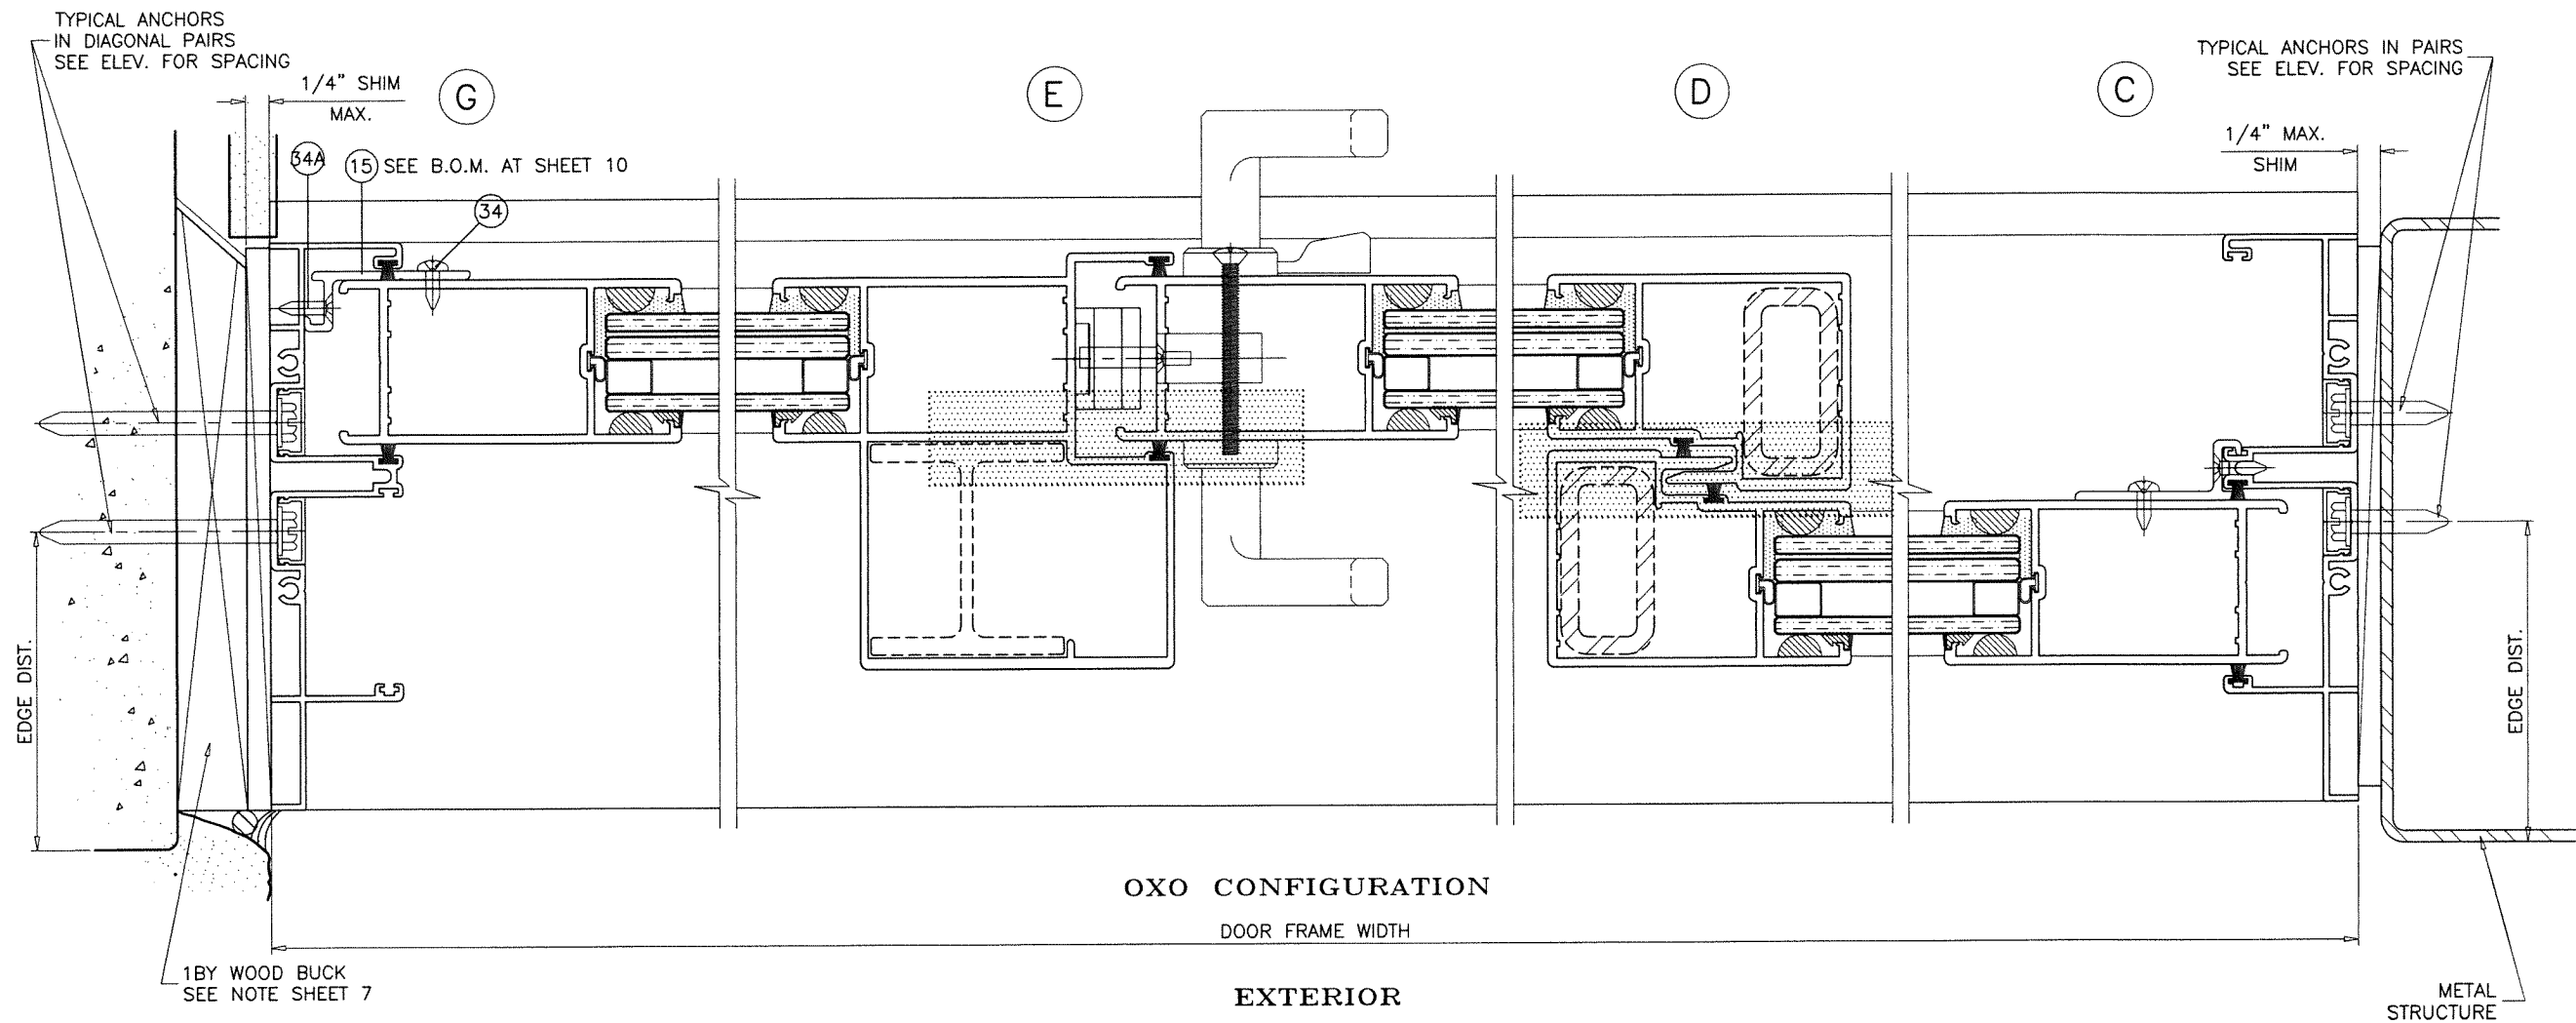 TYPICAL ANCHORS
IN DIAGONAL PAIRS
SEE ELEV. FOR SPACING
1/4" SHIM
MAX.
G
E
D
C
TYPICAL ANCHORS IN PAIRS
SEE ELEV. FOR SPACING
1/4" MAX.
SHIM
34A
15 SEE B.O.M. AT SHEET 10
34
EDGE DIST.
EDGE DIST.
OXO CONFIGURATION
DOOR FRAME WIDTH
1BY WOOD BUCK
SEE NOTE SHEET 7
EXTERIOR
METAL
STRUCTURE